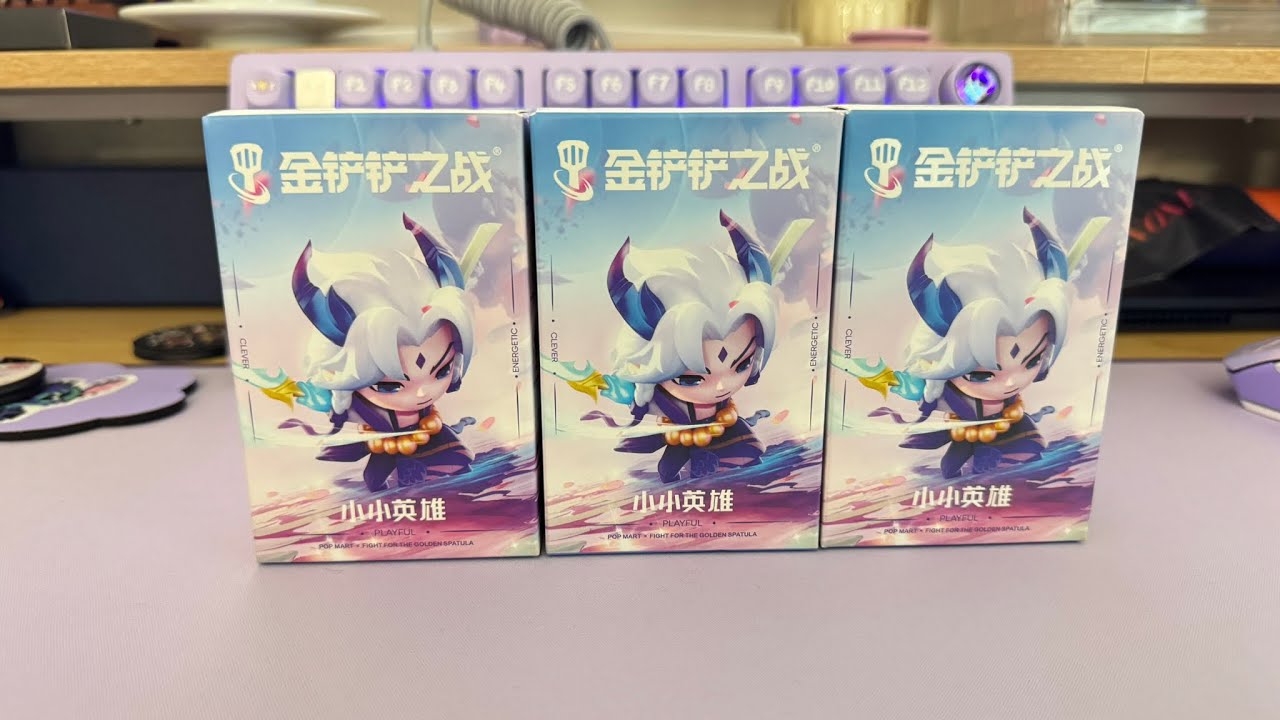 F1 F2 F3 F4 F5 F6 F7 F8 F9 F10 F11 F12
金铲铲之战®
CLEVER
ENERGETIC
小小英雄
PLAYFUL
POP MART × FIGHT FOR THE GOLDEN SPATULA
金铲铲之战®
CLEVER
ENERGETIC
小小英雄
PLAYFUL
POP MART × FIGHT FOR THE GOLDEN SPATULA
金铲铲之战®
CLEVER
ENERGETIC
小小英雄
PLAYFUL
POP MART × FIGHT FOR THE GOLDEN SPATULA